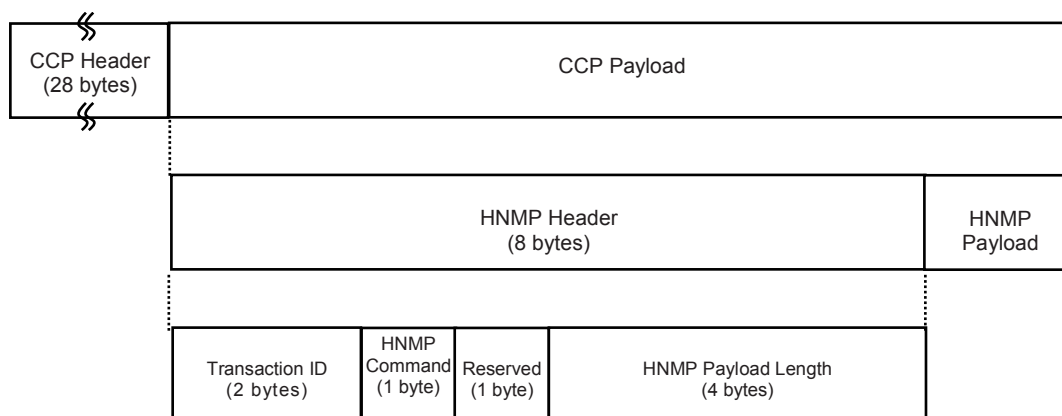 CCP Header
(28 bytes)
CCP Payload
HNMP Header
(8 bytes)
HNMP
Payload
Transaction ID
(2 bytes)
HNMP
Command
(1 byte)
Reserved
(1 byte)
HNMP Payload Length
(4 bytes)